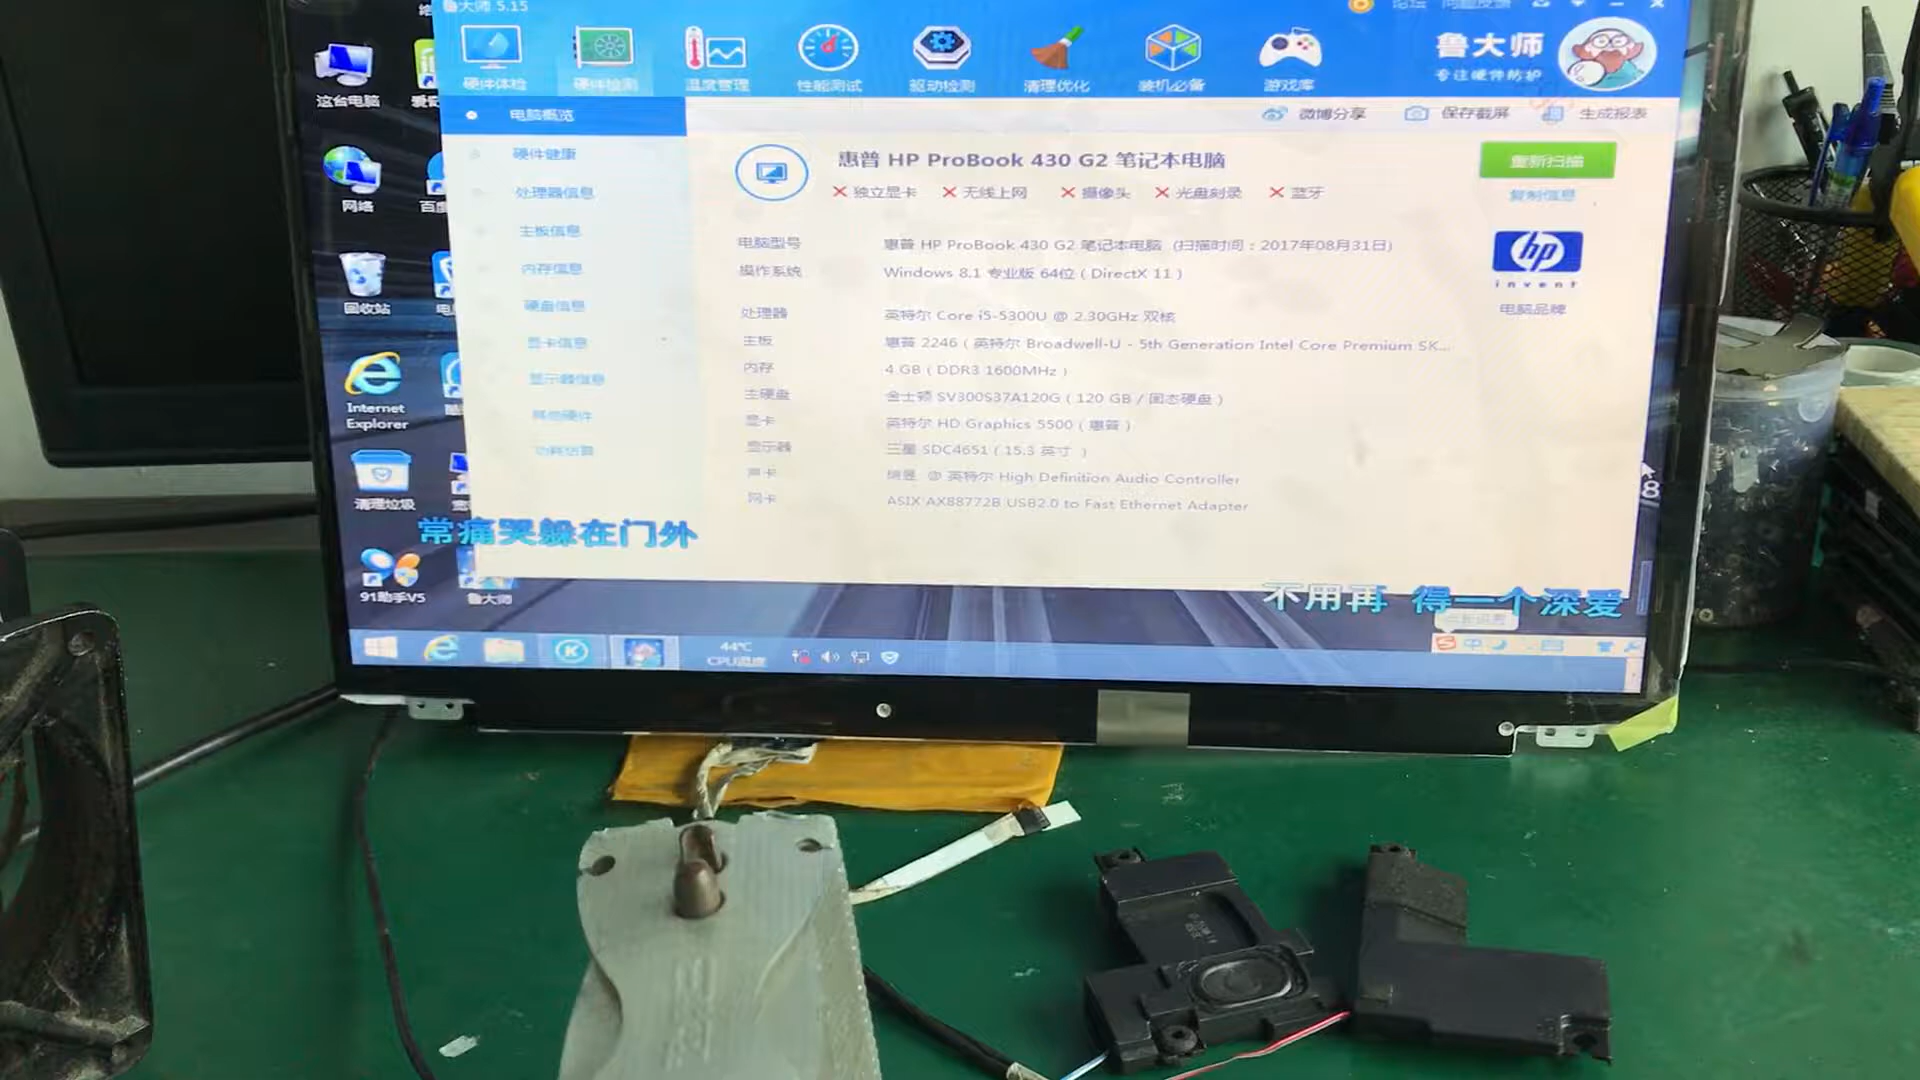 鲁大师 5.15
论坛 问题反馈
硬件体检 硬件检测 温度管理 性能测试 驱动检测 清理优化 装机必备 游戏库
鲁大师
专注硬件防护
这台电脑
电脑概览
微博分享 保存截屏 生成报表
硬件健康
处理器信息
主板信息
内存信息
硬盘信息
显卡信息
显示器信息
其他硬件
功耗估算
惠普 HP ProBook 430 G2 笔记本电脑
重新扫描
独立显卡 无线上网 摄像头 光盘刻录 蓝牙
复制信息
电脑型号 惠普 HP ProBook 430 G2 笔记本电脑 (扫描时间:2017年08月31日)
操作系统 Windows 8.1 专业版 64位 ( DirectX 11 )
hp
invent
电脑品牌
处理器 英特尔 Core i5-5300U @ 2.30GHz 双核
主板 惠普 2246 ( 英特尔 Broadwell-U - 5th Generation Intel Core Premium SK...
内存 4 GB ( DDR3 1600MHz )
主硬盘 金士顿 SV300S37A120G ( 120 GB / 固态硬盘 )
显卡 英特尔 HD Graphics 5500 ( 惠普 )
显示器 三星 SDC4651 ( 15.3 英寸 )
声卡 瑞昱 @ 英特尔 High Definition Audio Controller
网卡 ASIX AX88772B USB2.0 to Fast Ethernet Adapter
网络
回收站
Internet
Explorer
清理垃圾
91助手V5
鲁大师
8
常痛哭躲在门外
不用再 得一个深爱
44℃
CPU温度
中